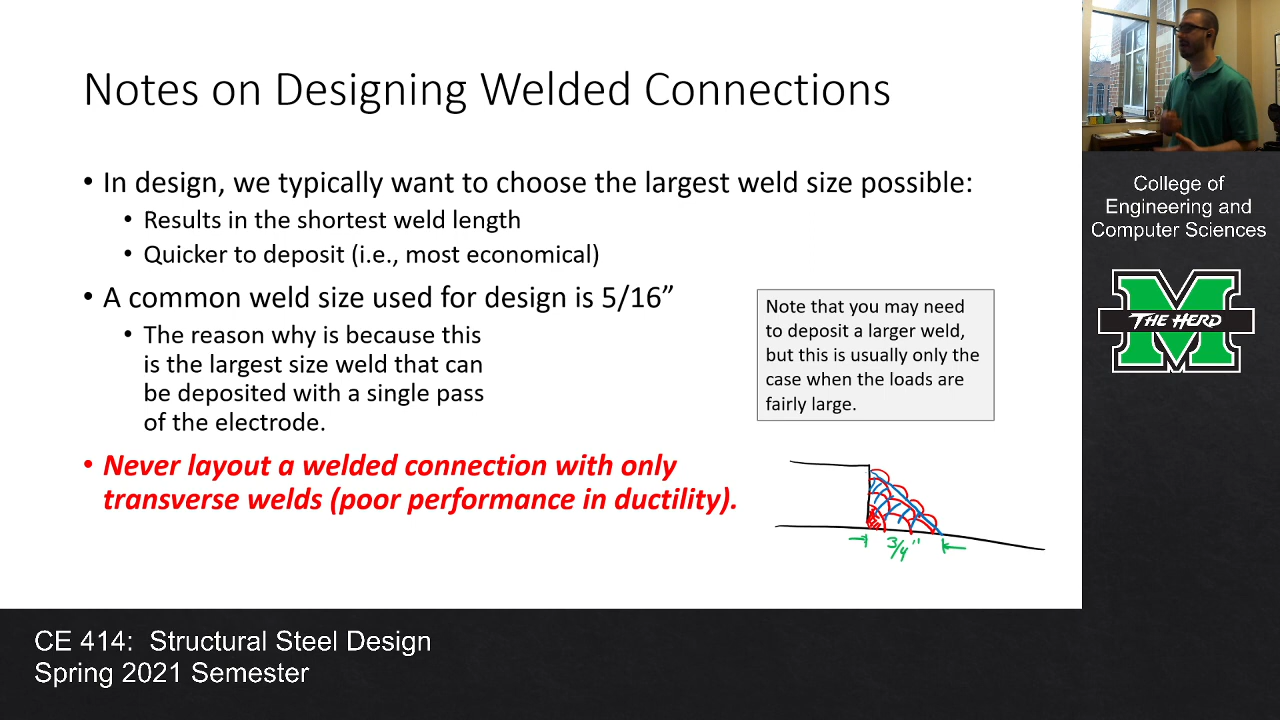 Notes on Designing Welded Connections
• In design, we typically want to choose the largest weld size possible:
• Results in the shortest weld length
• Quicker to deposit (i.e., most economical)
• A common weld size used for design is 5/16”
• The reason why is because this
is the largest size weld that can
be deposited with a single pass
of the electrode.
• Never layout a welded connection with only
transverse welds (poor performance in ductility).
Note that you may need
to deposit a larger weld,
but this is usually only the
case when the loads are
fairly large.
3/4"
College of
Engineering and
Computer Sciences
THE HERD
CE 414: Structural Steel Design
Spring 2021 Semester